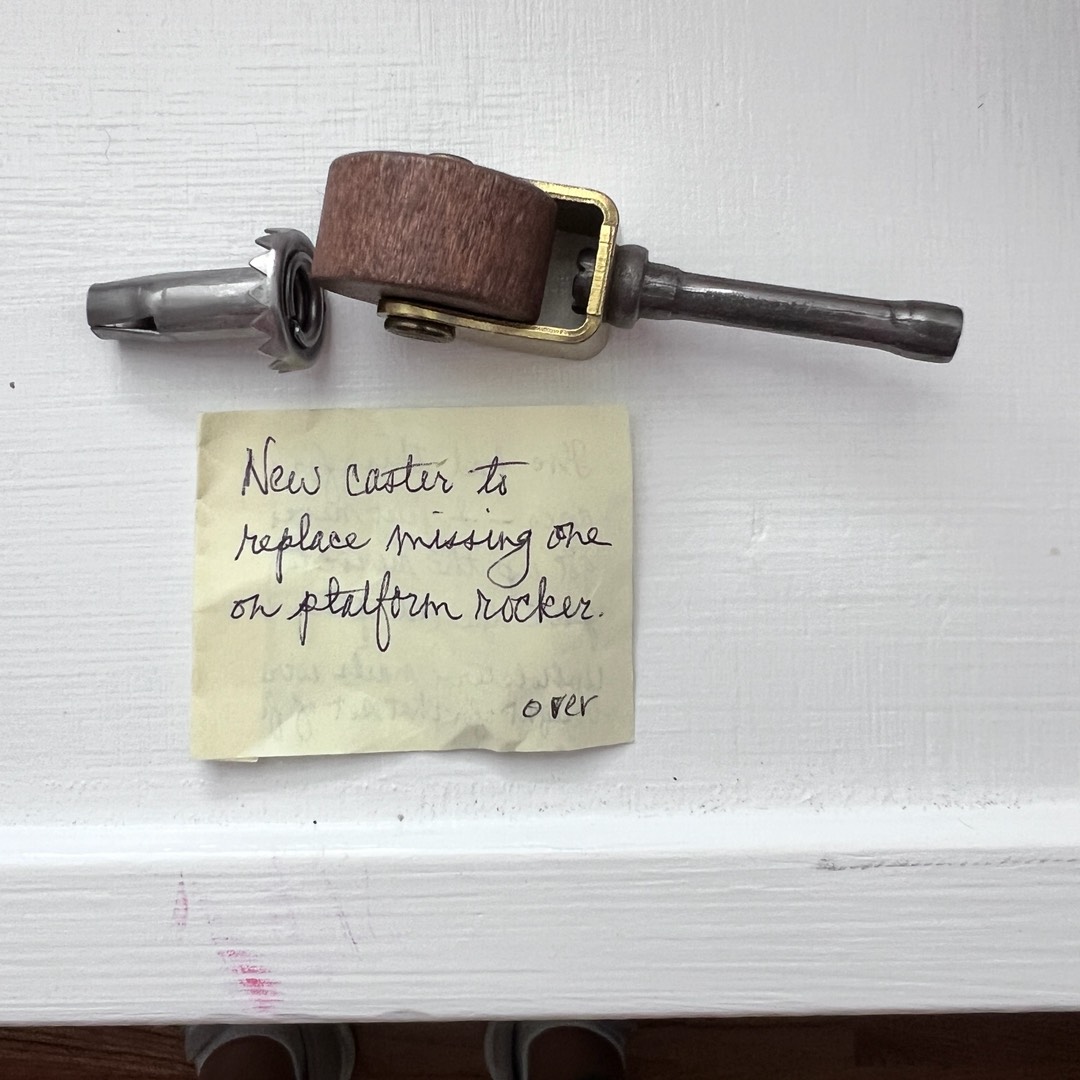 New caster to
replace missing one
on platform rocker.
over